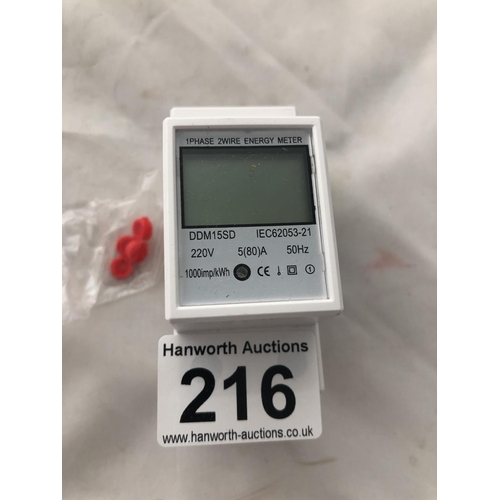 1PHASE 2WIRE ENERGY METER
DDM15SD IEC62053-21
220V 5(80)A 50Hz
1000imp/kWh CE 1
Hanworth Auctions
216
www.hanworth-auctions.co.uk